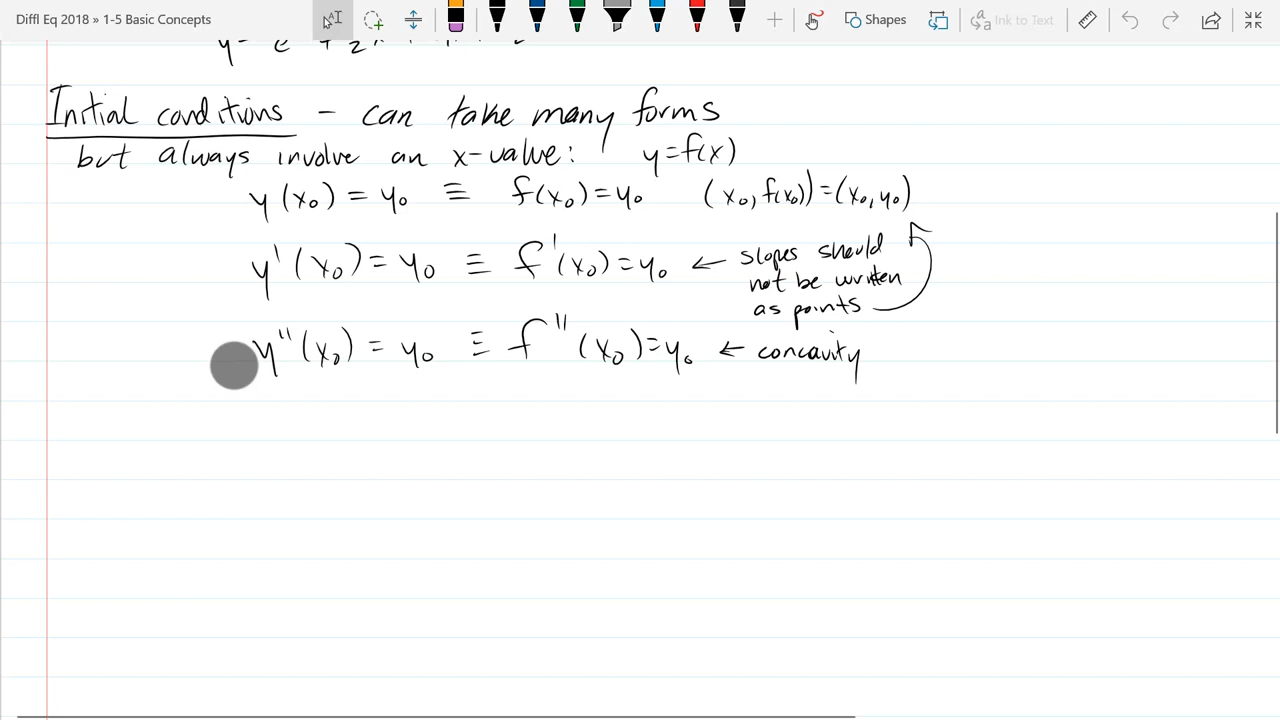 Diffl Eq 2018 » 1-5 Basic Concepts
Shapes
Ink to Text
Initial conditions - can take many forms
but always involve an x-value: y=f(x)
y(x₀) = y₀ ≡ f(x₀)=y₀ (x₀, f(x₀))=(x₀, y₀)
y'(x₀) = y₀ ≡ f'(x₀)=y₀ ← slopes should
not be written
as points
y''(x₀) = y₀ ≡ f''(x₀)=y₀ ← concavity